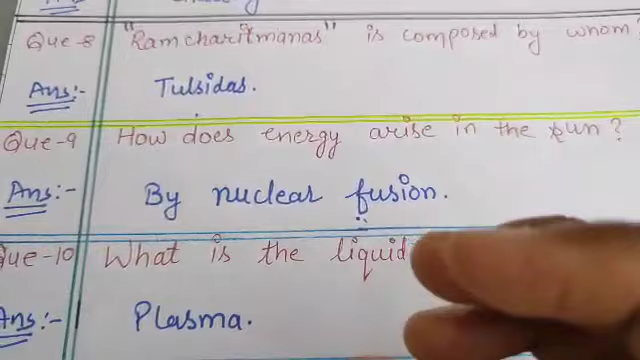 Que-8 "Ramcharitmanas" is composed by whom?
Ans:- Tulsidas.
Que-9 How does energy arise in the sun?
Ans:- By nuclear fusion.
Que-10 What is the liquid
Ans:- Plasma.